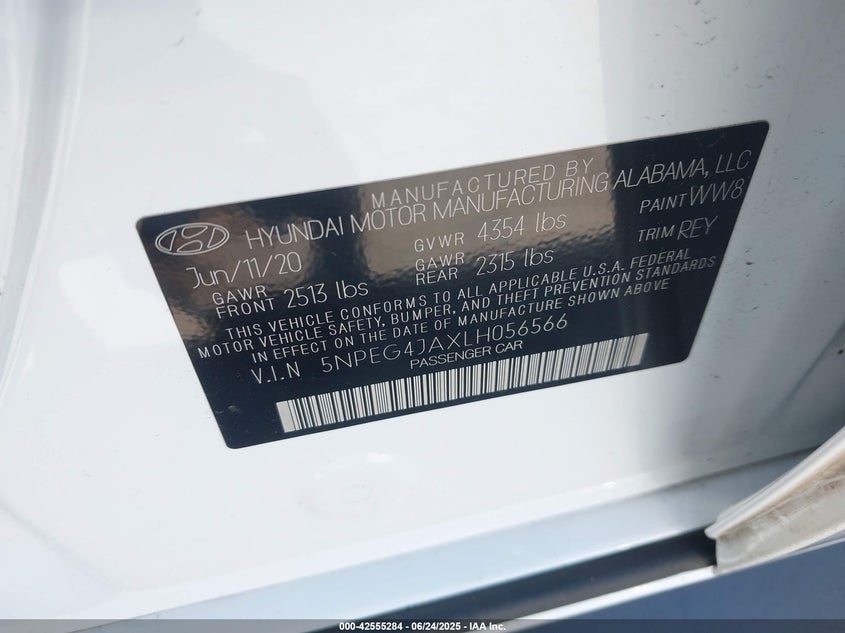 MANUFACTURED BY
HYUNDAI MOTOR MANUFACTURING ALABAMA, LLC
Jun/11/20 GVWR 4354 lbs PAINT WW8
GAWR FRONT 2513 lbs GAWR REAR 2315 lbs TRIM REY
THIS VEHICLE CONFORMS TO ALL APPLICABLE U.S.A. FEDERAL
MOTOR VEHICLE SAFETY, BUMPER, AND THEFT PREVENTION STANDARDS
IN EFFECT ON THE DATE OF MANUFACTURE SHOWN ABOVE
V.I.N 5NPEG4JAXLH056566
PASSENGER CAR
000-42555284 - 06/24/2025 - IAA Inc.